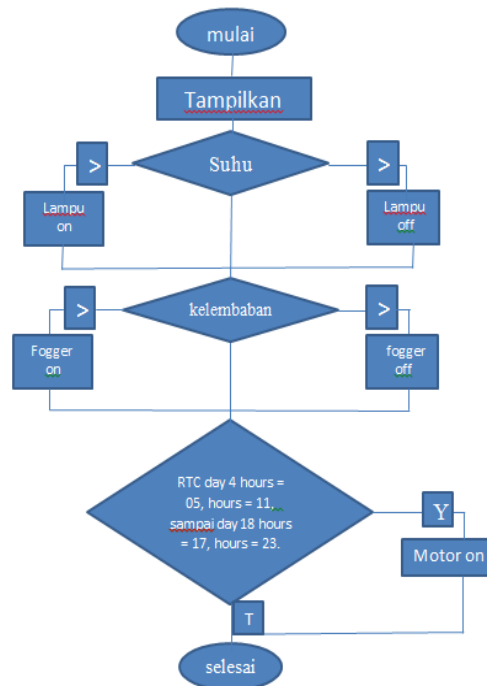 mulai
Tampilkan
Suhu
>
>
Lampu
on
Lampu
off
kelembaban
>
>
Fogger
on
fogger
off
RTC day 4 hours =
05, hours = 11,
sampai day 18 hours
= 17, hours = 23.
Y
Motor on
T
selesai